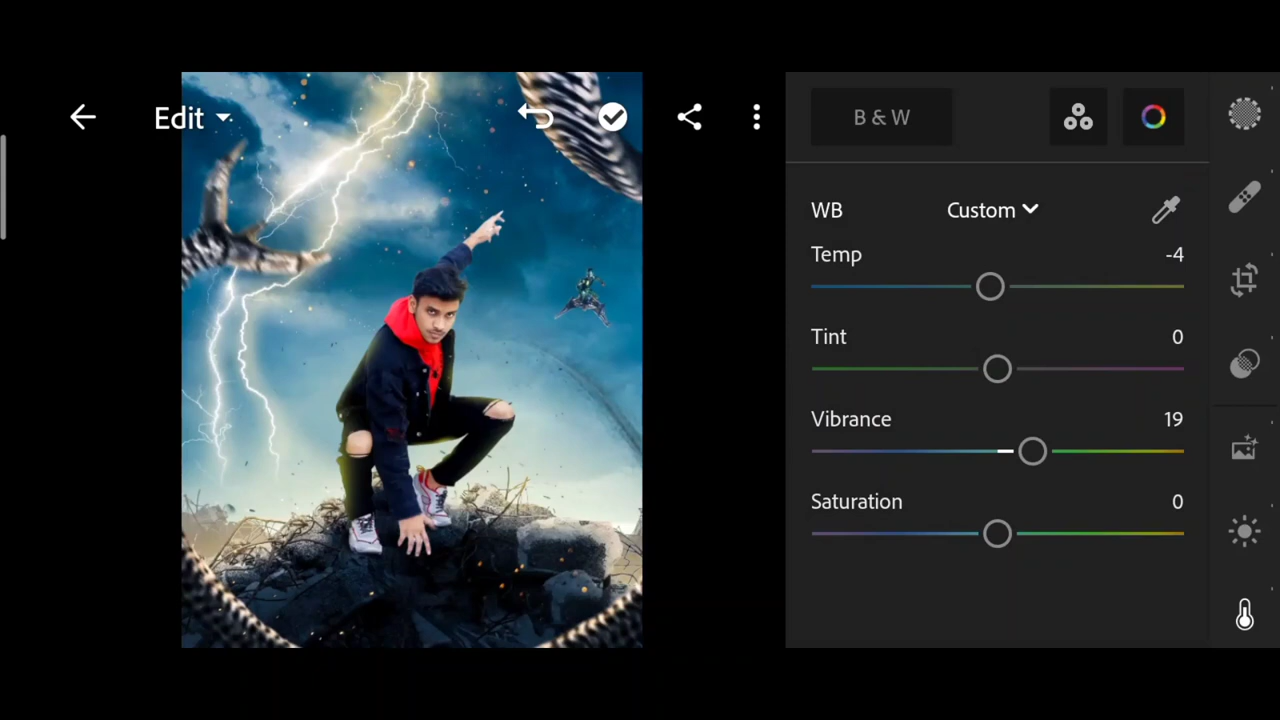 Edit
B & W
WB Custom
Temp -4
Tint 0
Vibrance 19
Saturation 0